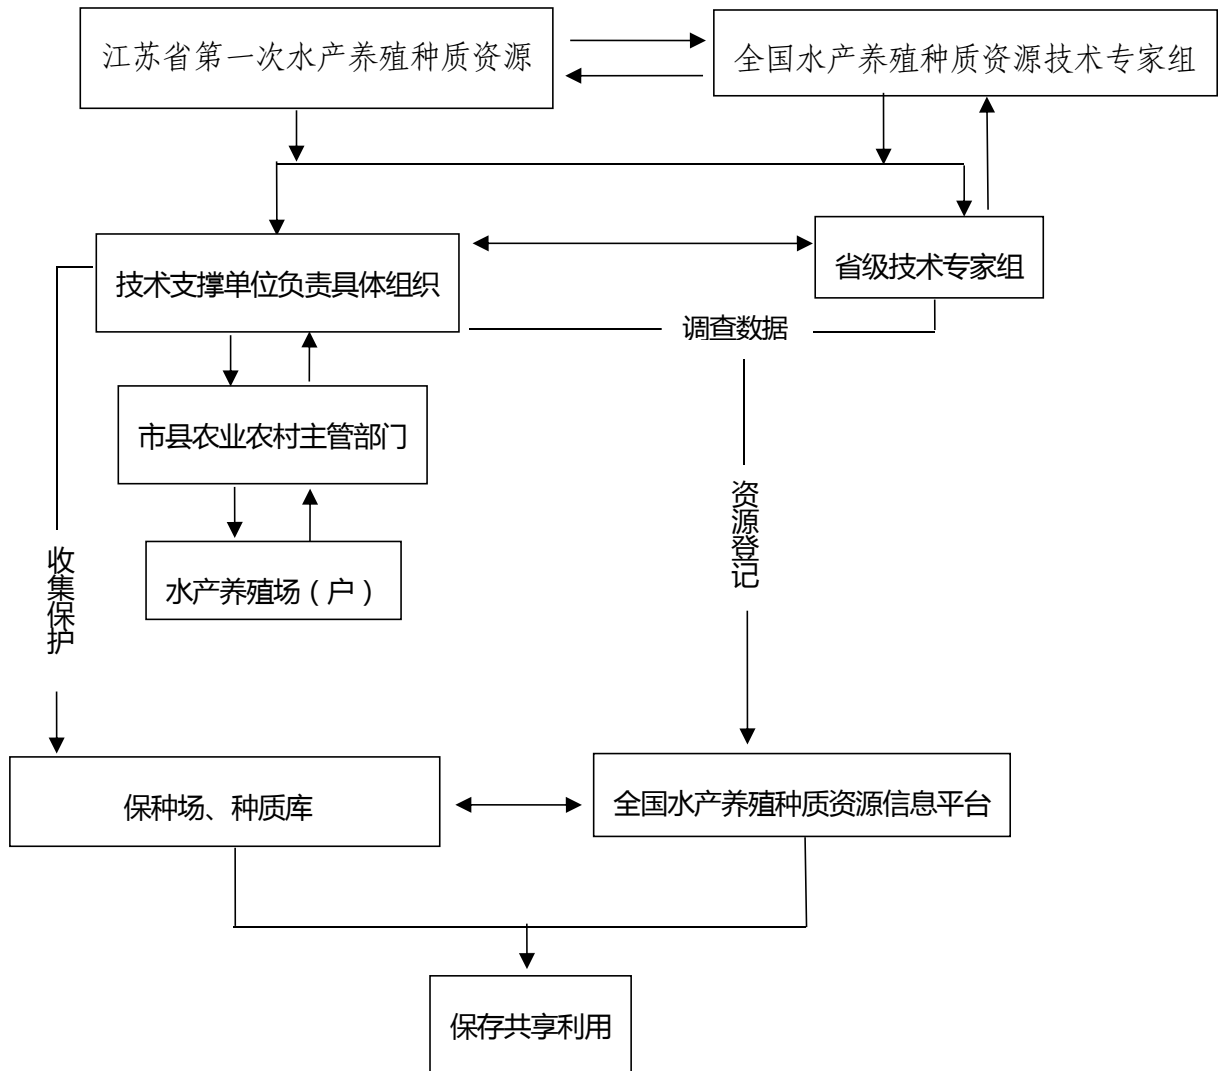 江苏省第一次水产养殖种质资源
全国水产养殖种质资源技术专家组
技术支撑单位负责具体组织
省级技术专家组
调查数据
市县农业农村主管部门
资源登记
水产养殖场（户）
收集保护
保种场、种质库
全国水产养殖种质资源信息平台
保存共享利用